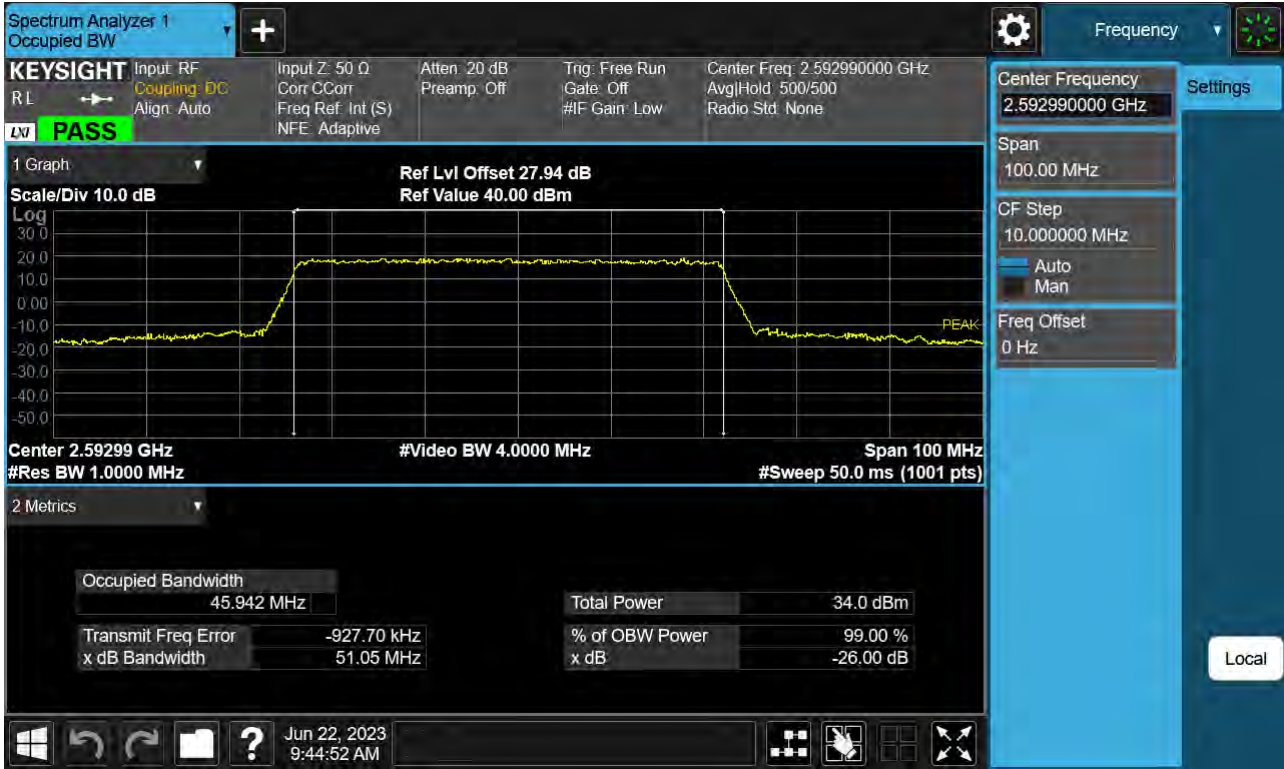 Spectrum Analyzer 1
Occupied BW
+
Frequency
KEYSIGHT
RL
LXI
PASS
Input: RF
Coupling: DC
Align: Auto
Input Z: 50 Ω
Corr CCorr
Freq Ref: Int (S)
NFE: Adaptive
Atten: 20 dB
Preamp: Off
Trig: Free Run
Gate: Off
#IF Gain: Low
Center Freq: 2.592990000 GHz
Avg|Hold: 500/500
Radio Std: None
1 Graph
Scale/Div 10.0 dB
Ref Lvl Offset 27.94 dB
Ref Value 40.00 dBm
Log
30.0
20.0
10.0
0.00
-10.0
-20.0
-30.0
-40.0
-50.0
PEAK
Center 2.59299 GHz
#Video BW 4.0000 MHz
Span 100 MHz
#Res BW 1.0000 MHz
#Sweep 50.0 ms (1001 pts)
2 Metrics
Occupied Bandwidth
45.942 MHz
Transmit Freq Error -927.70 kHz
x dB Bandwidth 51.05 MHz
Total Power 34.0 dBm
% of OBW Power 99.00 %
x dB -26.00 dB
Center Frequency
2.592990000 GHz
Span
100.00 MHz
CF Step
10.000000 MHz
Auto
Man
Freq Offset
0 Hz
Settings
Local
?
Jun 22, 2023
9:44:52 AM